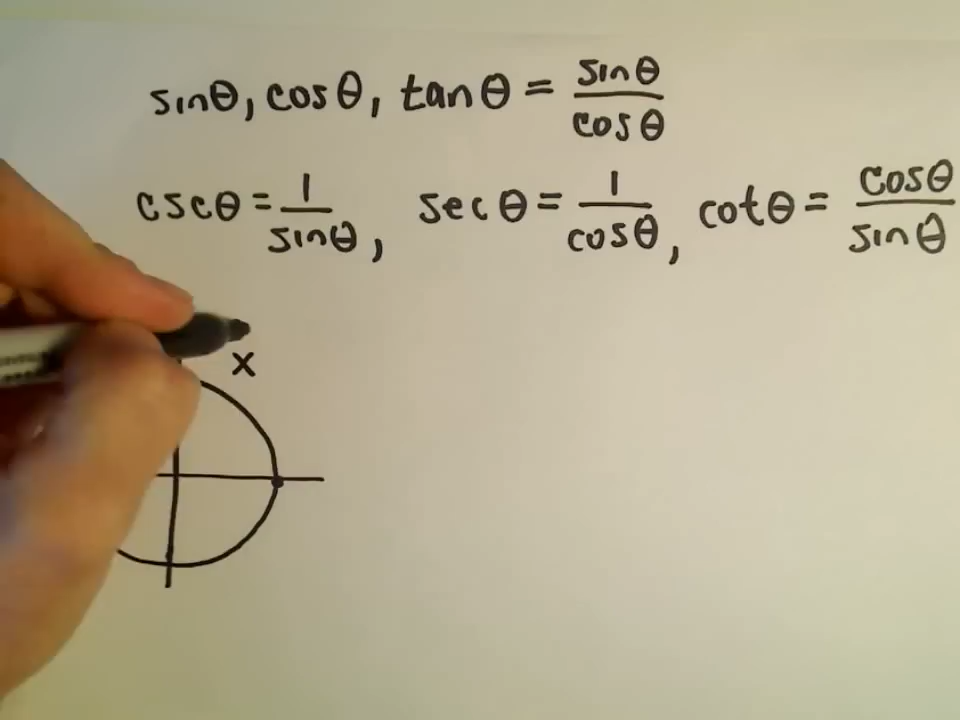 sinθ, cosθ, tanθ = sinθ/cosθ
cscθ = 1/sinθ, secθ = 1/cosθ, cotθ = cosθ/sinθ
x